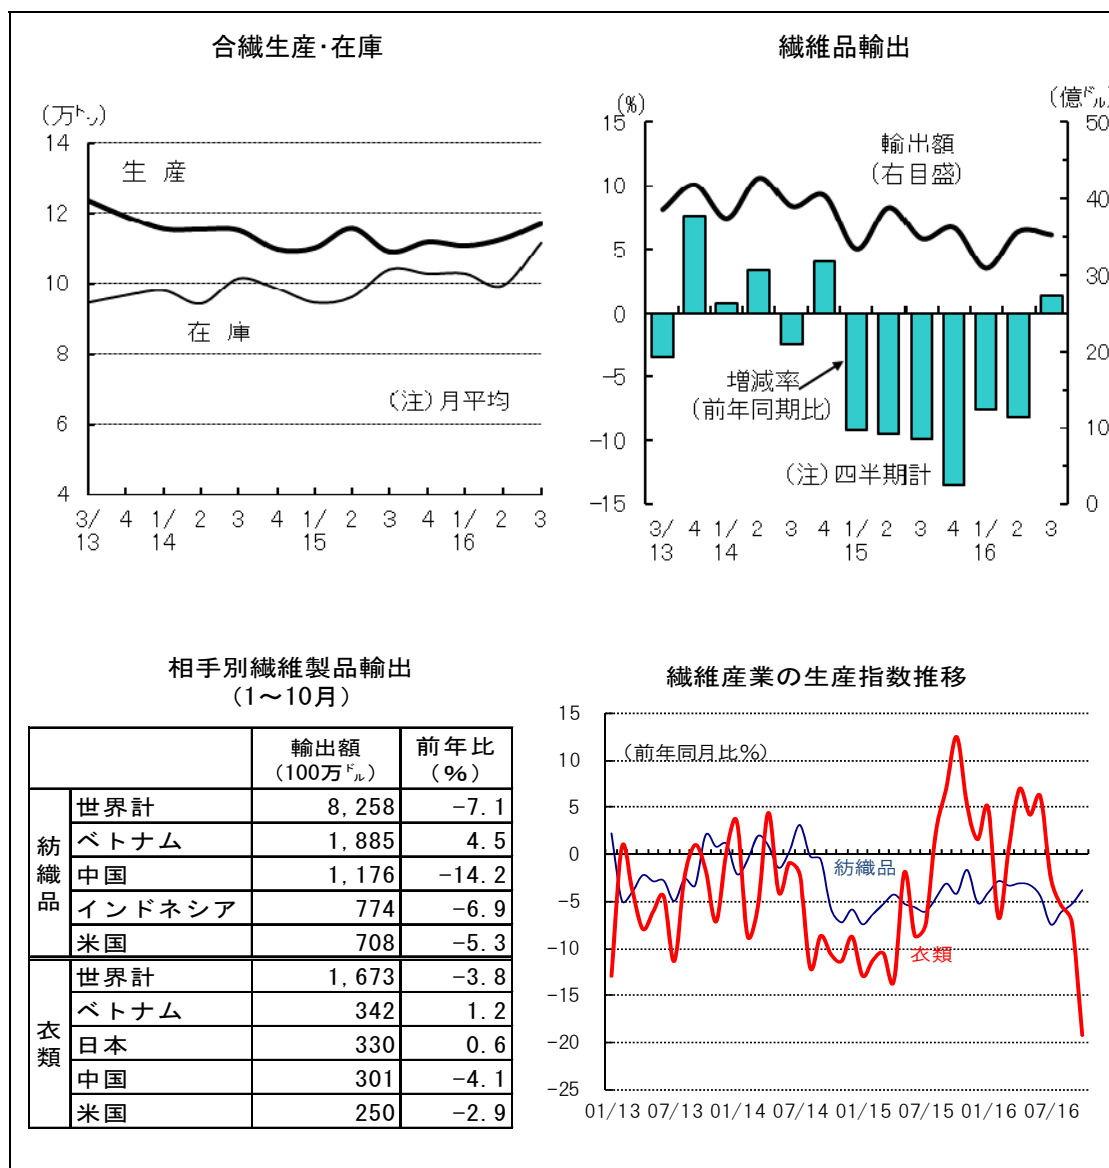 合繊生産･在庫
(万㌧)
14
12
10
8
6
4
生 産
在 庫
(注)月平均
3/ 4 1/ 2 3 4 1/ 2 3 4 1/ 2 3
13 14 15 16
繊維品輸出
(%)
(億㌦)
15
10
5
0
-5
-10
-15
50
40
30
20
10
0
輸出額
(右目盛)
増減率
(前年同期比)
(注)四半期計
3/ 4 1/ 2 3 4 1/ 2 3 4 1/ 2 3
13 14 15 16
相手別繊維製品輸出
(1～10月)
輸出額 前年比
(100万㌦) (%)
紡織品
世界計 8,258 -7.1
ベトナム 1,885 4.5
中国 1,176 -14.2
インドネシア 774 -6.9
米国 708 -5.3
衣類
世界計 1,673 -3.8
ベトナム 342 1.2
日本 330 0.6
中国 301 -4.1
米国 250 -2.9
繊維産業の生産指数推移
(前年同月比%)
15
10
5
0
-5
-10
-15
-20
-25
紡織品
衣類
01/13 07/13 01/14 07/14 01/15 07/15 01/16 07/16